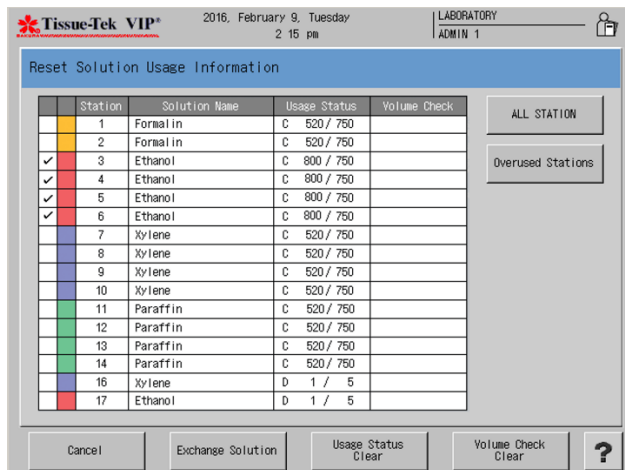 Tissue-Tek VIP®
SAKURA
2016, February 9, Tuesday
2 15 pm
LABORATORY
ADMIN 1
Reset Solution Usage Information
Station Solution Name Usage Status Volume Check
1 Formalin C 520/ 750
2 Formalin C 520/ 750
✓ 3 Ethanol C 800 / 750
✓ 4 Ethanol C 800 / 750
✓ 5 Ethanol C 800 / 750
✓ 6 Ethanol C 800 / 750
7 Xylene C 520/ 750
8 Xylene C 520/ 750
9 Xylene C 520/ 750
10 Xylene C 520/ 750
11 Paraffin C 520/ 750
12 Paraffin C 520/ 750
13 Paraffin C 520/ 750
14 Paraffin C 520/ 750
16 Xylene D 1 / 5
17 Ethanol D 1 / 5
ALL STATION
Overused Stations
Cancel
Exchange Solution
Usage Status
Clear
Volume Check
Clear
?